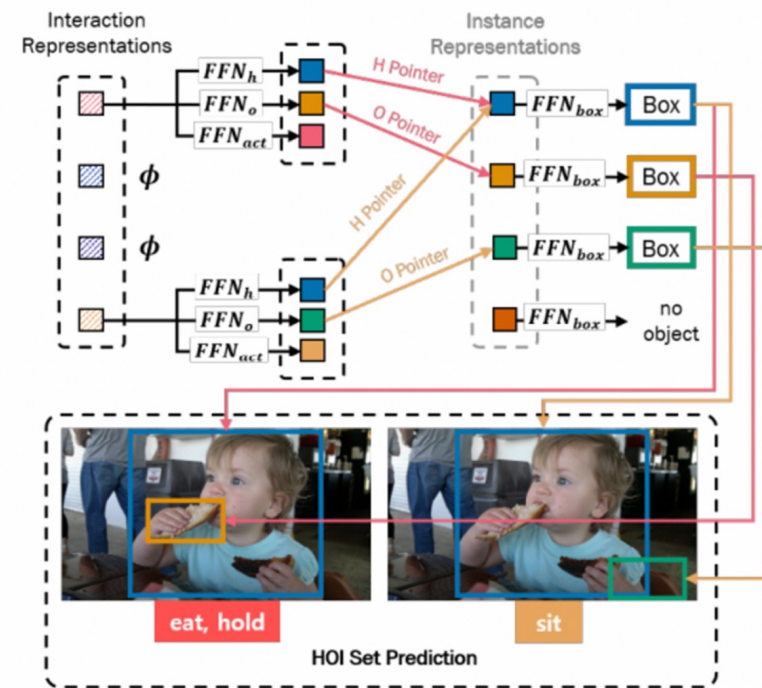 Interaction
Representations
Instance
Representations
FFN_h
FFN_o
FFN_act
H Pointer
O Pointer
FFN_box
Box
FFN_box
Box
ϕ
ϕ
H Pointer
O Pointer
FFN_box
Box
FFN_h
FFN_o
FFN_act
FFN_box
no
object
eat, hold
sit
HOI Set Prediction